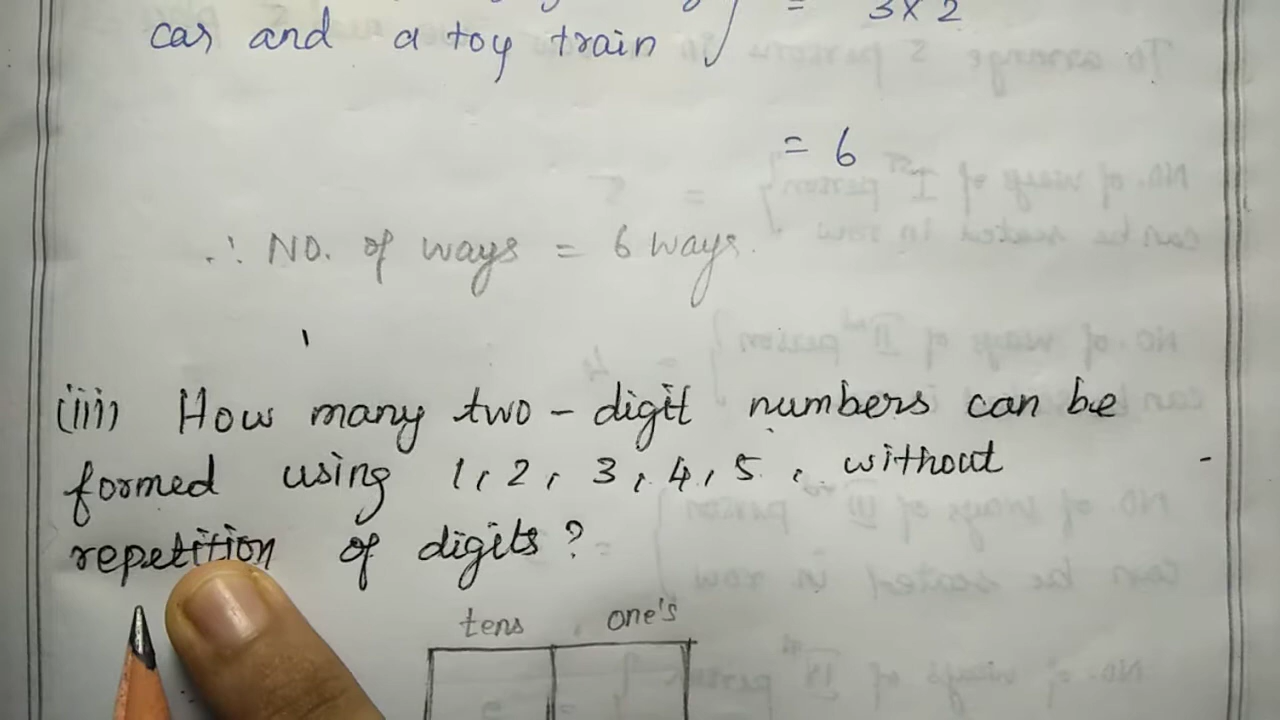 = 3 x 2
car and a toy train
= 6
∴ No. of ways = 6 ways.
(iii) How many two - digit numbers can be
formed using 1, 2, 3, 4, 5, without
repetition of digits?
tens one's